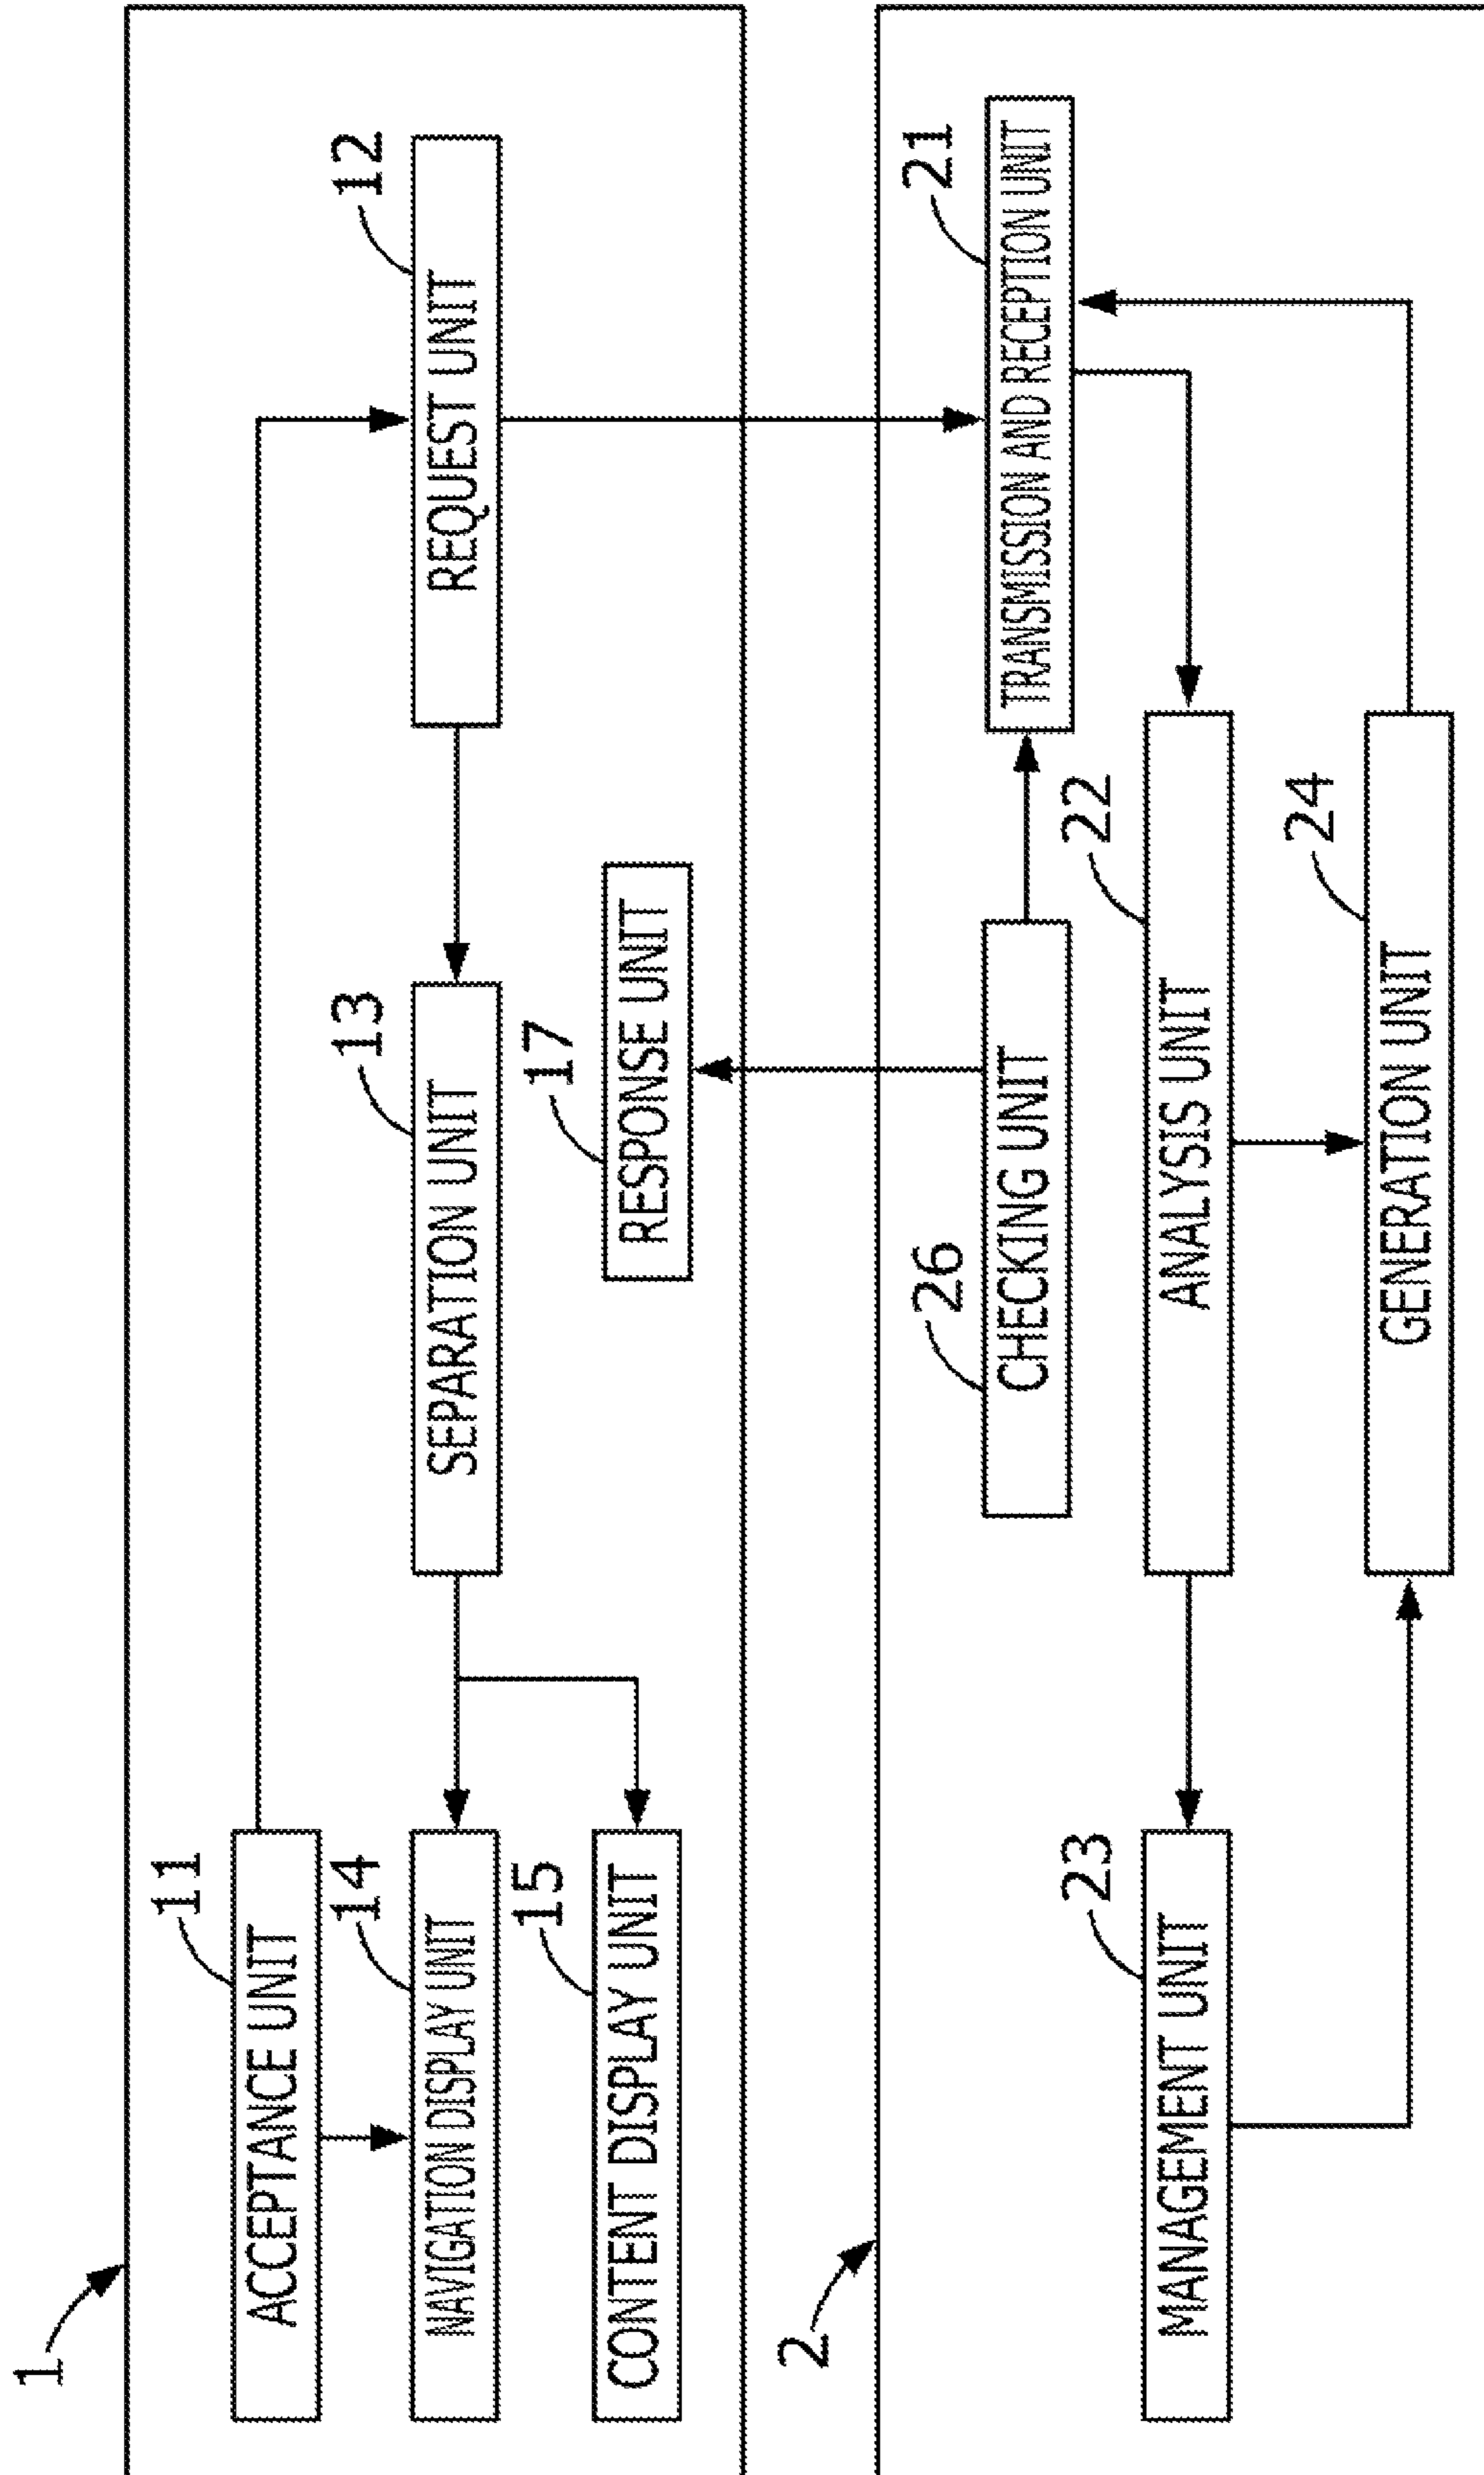 1
11
ACCEPTANCE UNIT
12
REQUEST UNIT
14
NAVIGATION DISPLAY UNIT
13
SEPARATION UNIT
15
CONTENT DISPLAY UNIT
17
RESPONSE UNIT
2
26
CHECKING UNIT
21
TRANSMISSION AND RECEPTION UNIT
23
MANAGEMENT UNIT
22
ANALYSIS UNIT
24
GENERATION UNIT